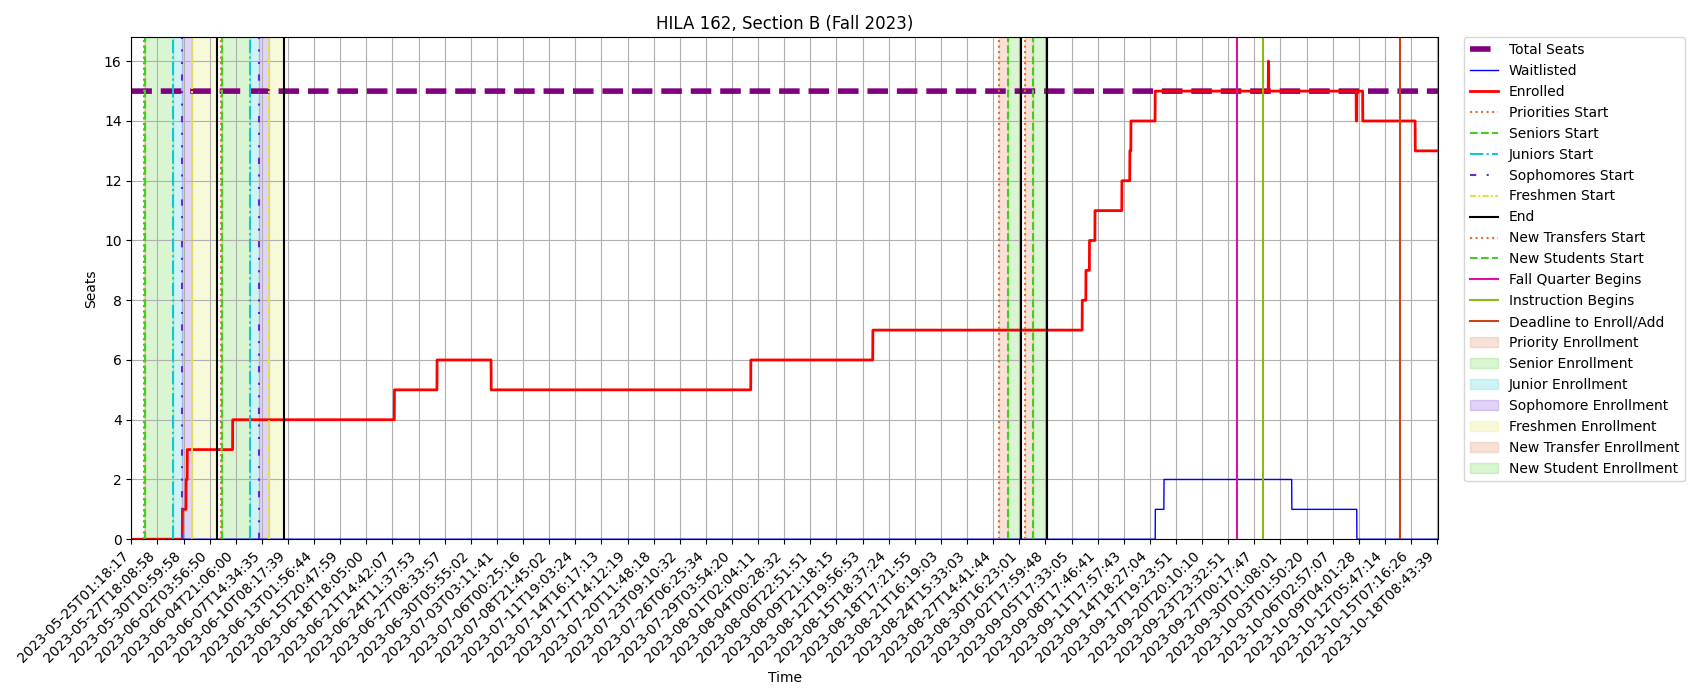 HILA 162, Section B (Fall 2023)
16
14
12
10
8
6
4
2
0
Seats
2023-05-25T01:18:17
2023-05-27T18:08:58
2023-05-30T10:59:58
2023-06-02T03:56:50
2023-06-04T21:06:00
2023-06-07T14:34:35
2023-06-10T08:17:39
2023-06-13T01:56:44
2023-06-15T20:47:59
2023-06-18T18:05:00
2023-06-21T14:42:07
2023-06-24T11:37:53
2023-06-27T08:33:57
2023-06-30T05:55:02
2023-07-03T03:11:41
2023-07-06T00:25:16
2023-07-08T21:45:02
2023-07-11T19:03:24
2023-07-14T16:17:13
2023-07-17T14:12:19
2023-07-20T11:48:18
2023-07-23T09:10:32
2023-07-26T06:25:34
2023-07-29T03:54:20
2023-08-01T02:04:11
2023-08-04T00:28:32
2023-08-06T22:51:51
2023-08-09T21:18:15
2023-08-12T19:56:53
2023-08-15T18:37:24
2023-08-18T17:21:55
2023-08-21T16:19:03
2023-08-24T15:33:03
2023-08-27T14:41:44
2023-08-30T16:23:01
2023-09-02T17:59:48
2023-09-05T17:33:05
2023-09-08T17:46:41
2023-09-11T17:57:43
2023-09-14T18:27:04
2023-09-17T19:23:51
2023-09-20T20:10:10
2023-09-23T23:32:51
2023-09-27T00:17:47
2023-09-30T01:08:01
2023-10-03T01:50:20
2023-10-06T02:57:07
2023-10-09T04:01:28
2023-10-12T05:47:14
2023-10-15T07:16:26
2023-10-18T08:43:39
Time
Total Seats
Waitlisted
Enrolled
Priorities Start
Seniors Start
Juniors Start
Sophomores Start
Freshmen Start
End
New Transfers Start
New Students Start
Fall Quarter Begins
Instruction Begins
Deadline to Enroll/Add
Priority Enrollment
Senior Enrollment
Junior Enrollment
Sophomore Enrollment
Freshmen Enrollment
New Transfer Enrollment
New Student Enrollment